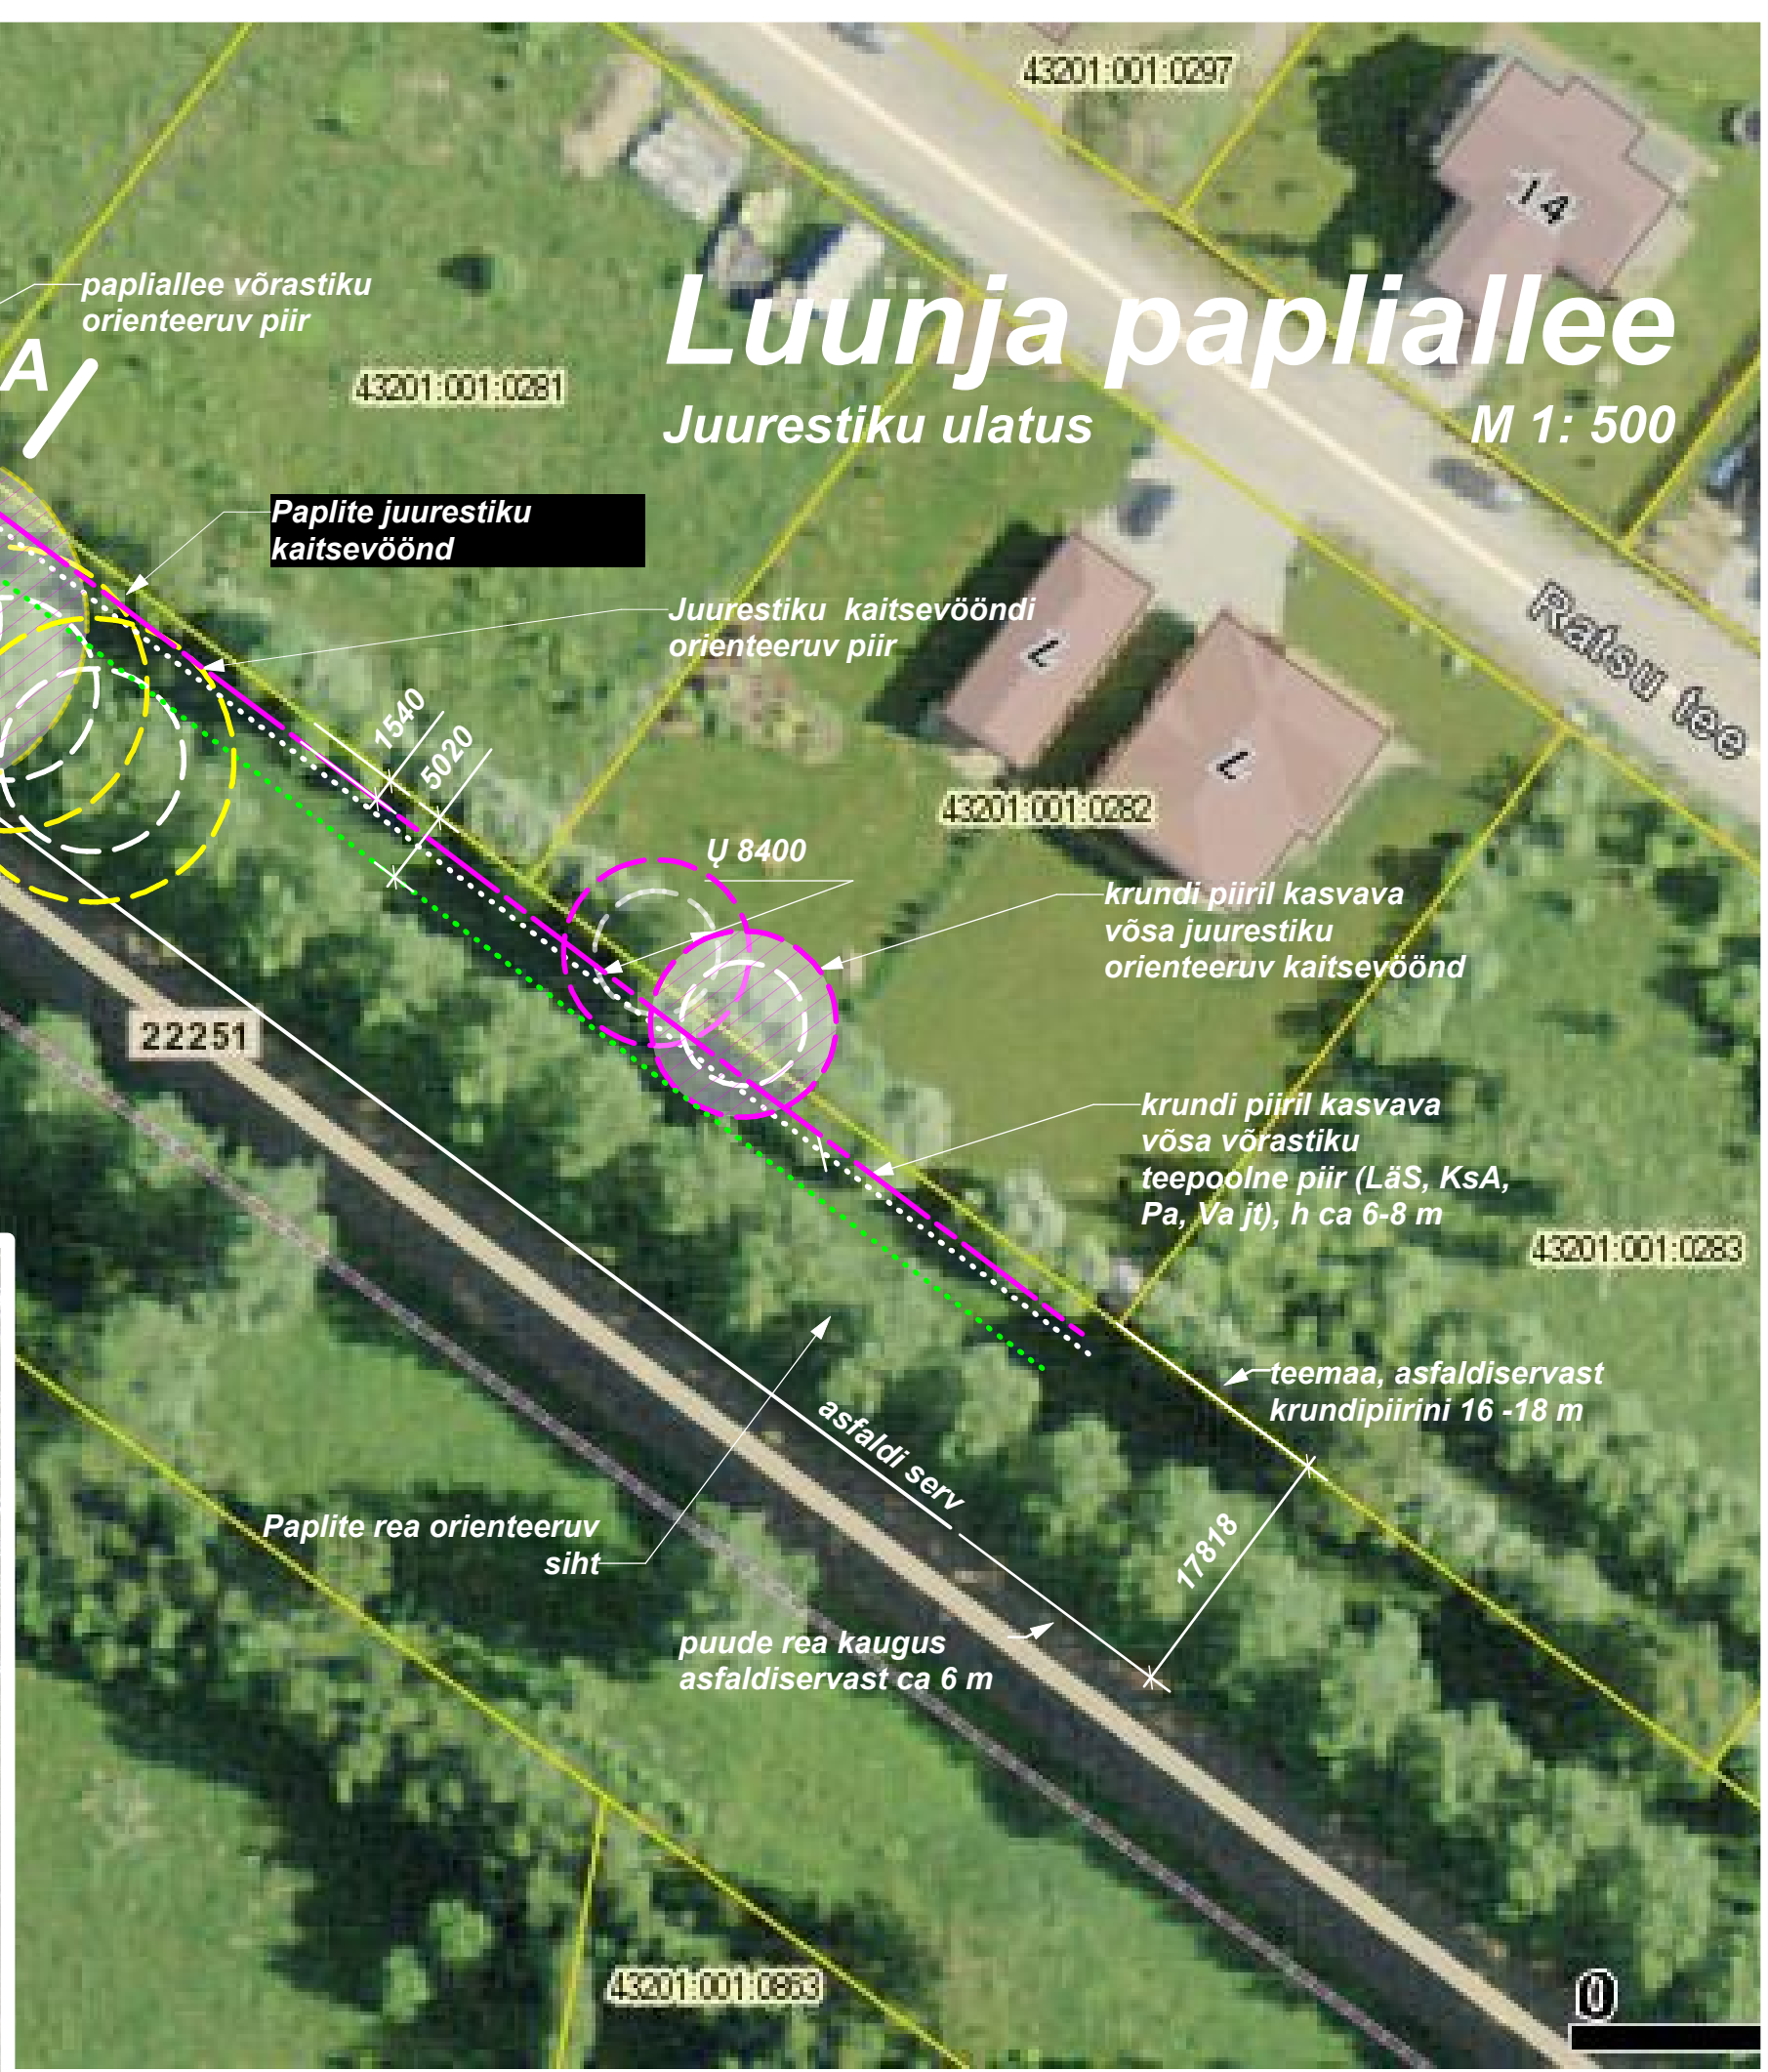 43201:001:0297
14
papliallee võrastiku
orienteeruv piir
Luunja papliallee
A
43201:001:0281
Juurestiku ulatus
M 1: 500
Paplite juurestiku
kaitsevöönd
Juurestiku kaitsevööndi
orienteeruv piir
Ratsu tee
L
L
1540
5020
43201:001:0282
Ų 8400
krundi piiril kasvava
võsa juurestiku
orienteeruv kaitsevöönd
22251
krundi piiril kasvava
võsa võrastiku
teepoolne piir (LäS, KsA,
Pa, Va jt), h ca 6-8 m
43201:001:0283
teemaa, asfaldiservast
krundipiirini 16 -18 m
asfaldi serv
Paplite rea orienteeruv
siht
17818
puude rea kaugus
asfaldiservast ca 6 m
43201:001:0863
0